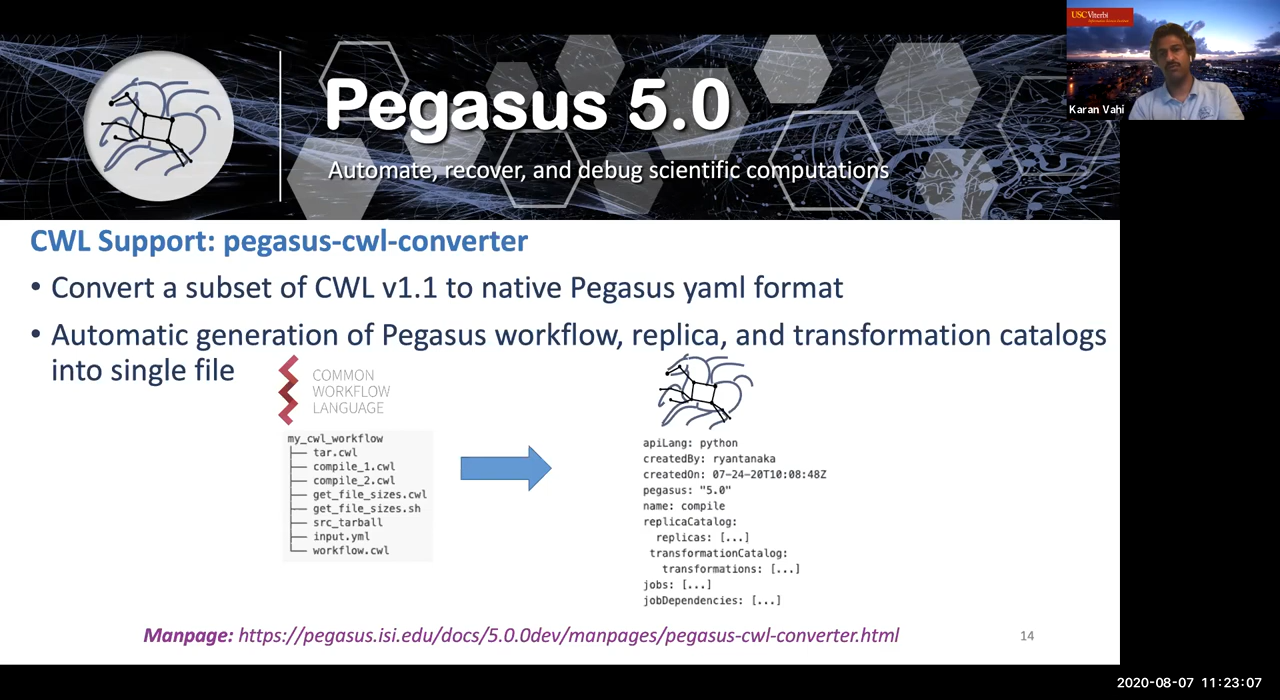 USC Viterbi
Karan Vahi
Pegasus 5.0
Automate, recover, and debug scientific computations
CWL Support: pegasus-cwl-converter
• Convert a subset of CWL v1.1 to native Pegasus yaml format
• Automatic generation of Pegasus workflow, replica, and transformation catalogs
into single file
COMMON
WORKFLOW
LANGUAGE
my_cwl_workflow
├── tar.cwl
├── compile_1.cwl
├── compile_2.cwl
├── get_file_sizes.cwl
├── get_file_sizes.sh
├── src_tarball
├── input.yml
└── workflow.cwl
apiLang: python
createdBy: ryantanaka
createdOn: 07-24-20T10:08:48Z
pegasus: "5.0"
name: compile
replicaCatalog:
replicas: [...]
transformationCatalog:
transformations: [...]
jobs: [...]
jobDependencies: [...]
Manpage: https://pegasus.isi.edu/docs/5.0.0dev/manpages/pegasus-cwl-converter.html
14
2020-08-07 11:23:07